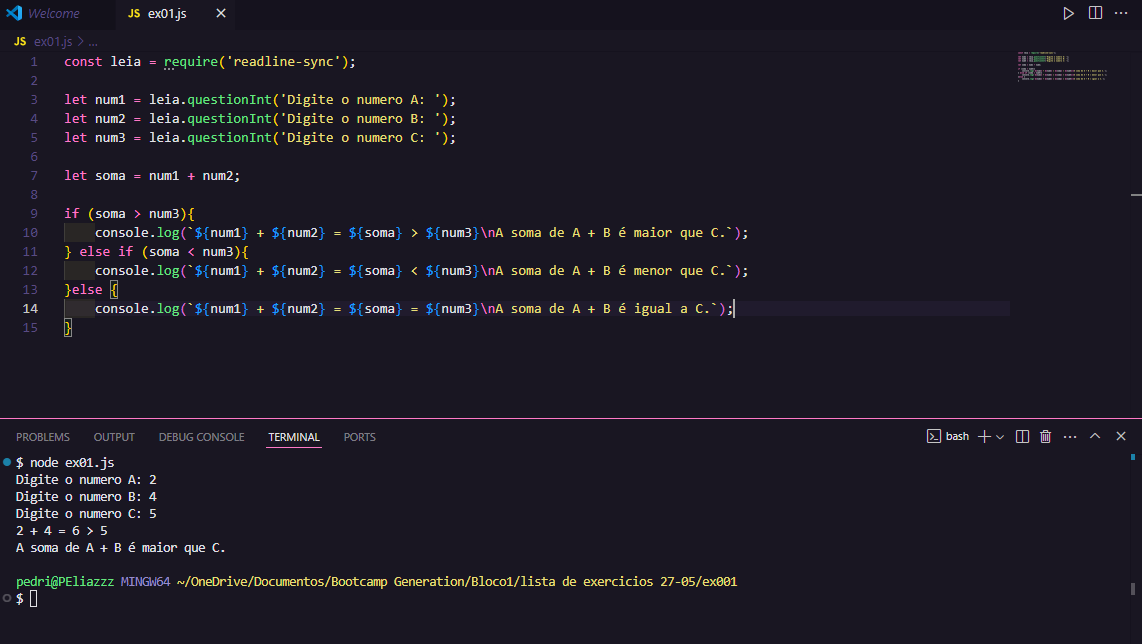 Welcome
JS ex01.js
JS ex01.js > ...
1 const leia = require('readline-sync');
2
3 let num1 = leia.questionInt('Digite o numero A: ');
4 let num2 = leia.questionInt('Digite o numero B: ');
5 let num3 = leia.questionInt('Digite o numero C: ');
6
7 let soma = num1 + num2;
8
9 if (soma > num3){
10     console.log(`${num1} + ${num2} = ${soma} > ${num3}\nA soma de A + B é maior que C.`);
11 } else if (soma < num3){
12     console.log(`${num1} + ${num2} = ${soma} < ${num3}\nA soma de A + B é menor que C.`);
13 }else {
14     console.log(`${num1} + ${num2} = ${soma} = ${num3}\nA soma de A + B é igual a C.`);
15 }
PROBLEMS OUTPUT DEBUG CONSOLE TERMINAL PORTS bash
$ node ex01.js
Digite o numero A: 2
Digite o numero B: 4
Digite o numero C: 5
2 + 4 = 6 > 5
A soma de A + B é maior que C.
pedri@PEliazzz MINGW64 ~/OneDrive/Documentos/Bootcamp Generation/Bloco1/lista de exercicios 27-05/ex001
$